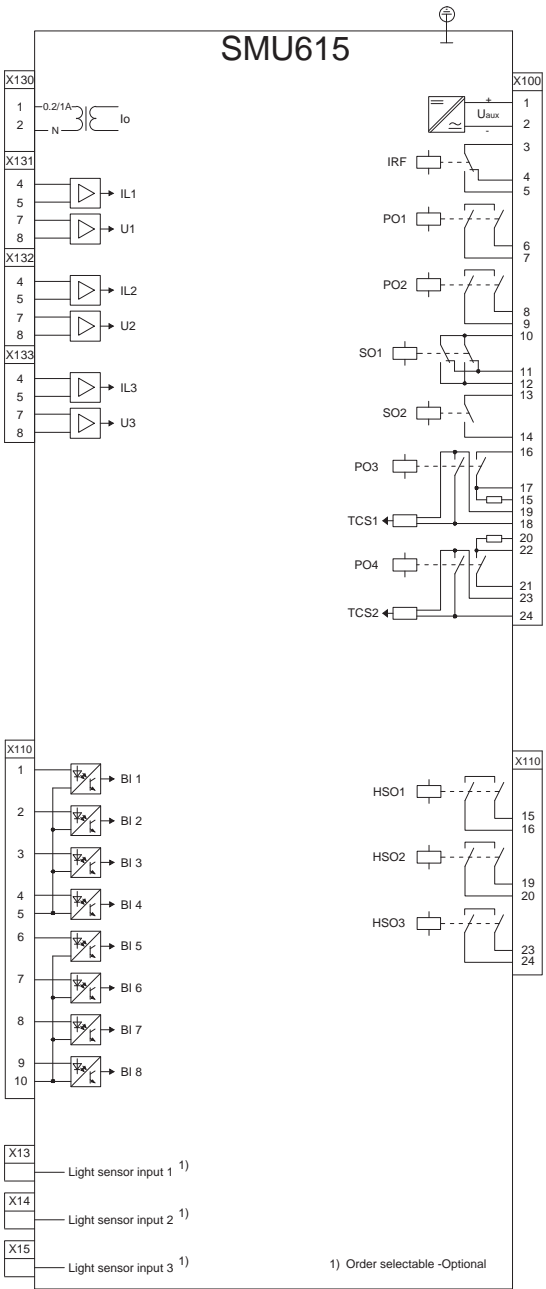 SMU615
X130
1
2
0.2/1A
N
Io
X131
4
5
7
8
IL1
U1
X132
4
5
7
8
IL2
U2
X133
4
5
7
8
IL3
U3
X100
+
Uaux
-
1
2
IRF
3
4
5
PO1
6
7
PO2
8
9
SO1
10
11
12
SO2
13
14
PO3
16
17
15
19
18
TCS1
20
22
PO4
21
23
TCS2
24
X110
1
BI 1
2
BI 2
3
BI 3
4
5
BI 4
6
BI 5
7
BI 6
8
BI 7
9
10
BI 8
X110
HSO1
15
16
HSO2
19
20
HSO3
23
24
X13
Light sensor input 1 1)
X14
Light sensor input 2 1)
X15
Light sensor input 3 1)
1) Order selectable -Optional